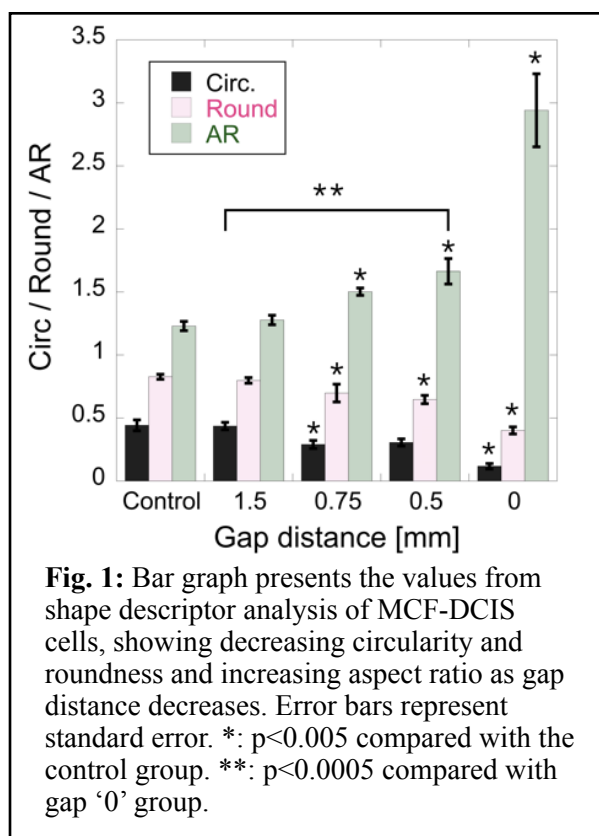 3.5
3
2.5
2
1.5
1
0.5
0
Circ / Round / AR
Circ.
Round
AR
**
*
*
*
*
*
*
*
*
Control 1.5 0.75 0.5 0
Gap distance [mm]
Fig. 1: Bar graph presents the values from
shape descriptor analysis of MCF-DCIS
cells, showing decreasing circularity and
roundness and increasing aspect ratio as gap
distance decreases. Error bars represent
standard error. *: p<0.005 compared with the
control group. **: p<0.0005 compared with
gap ‘0’ group.